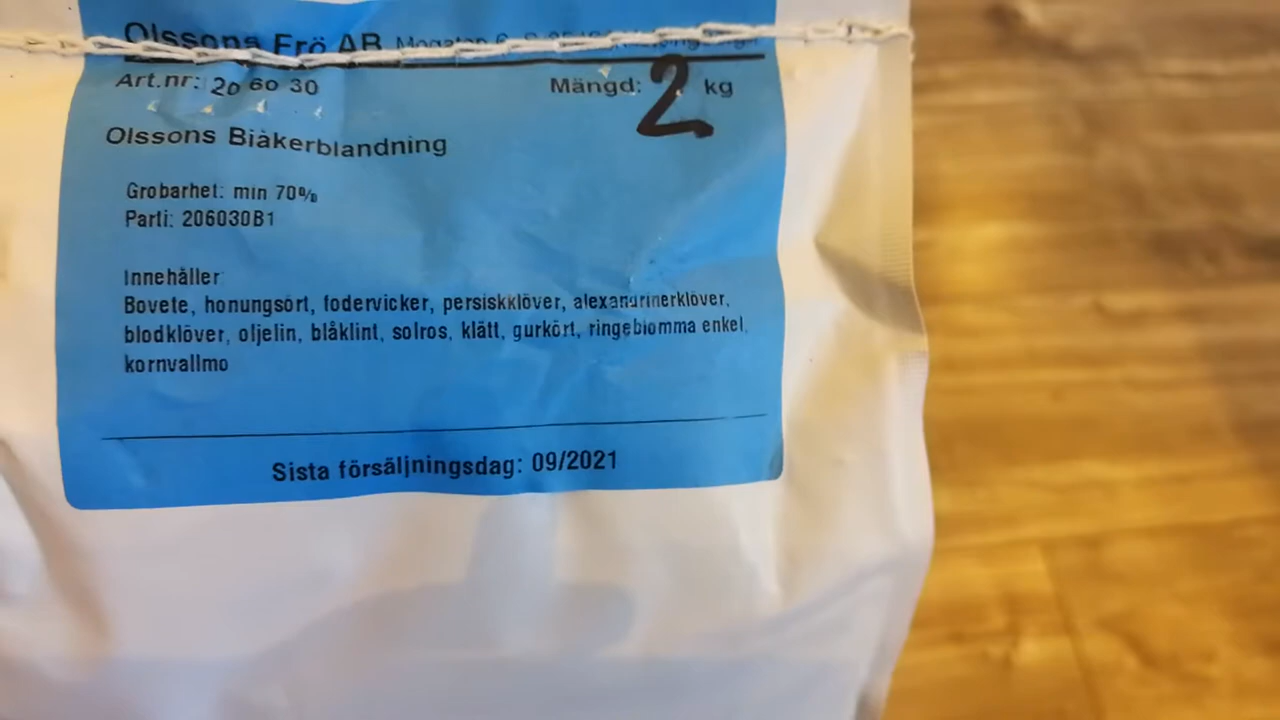 Olssons Frö AB
Art.nr: 20 60 30
Mängd: 2 kg
Olssons Biåkerblandning
Grobarhet: min 70%
Parti: 206030B1
Innehåller
Bovete, honungsört, fodervicker, persiskklöver, alexandrinerklöver,
blodklöver, oljelin, blåklint, solros, klätt, gurkört, ringeblomma enkel,
kornvallmo
Sista försäljningsdag: 09/2021